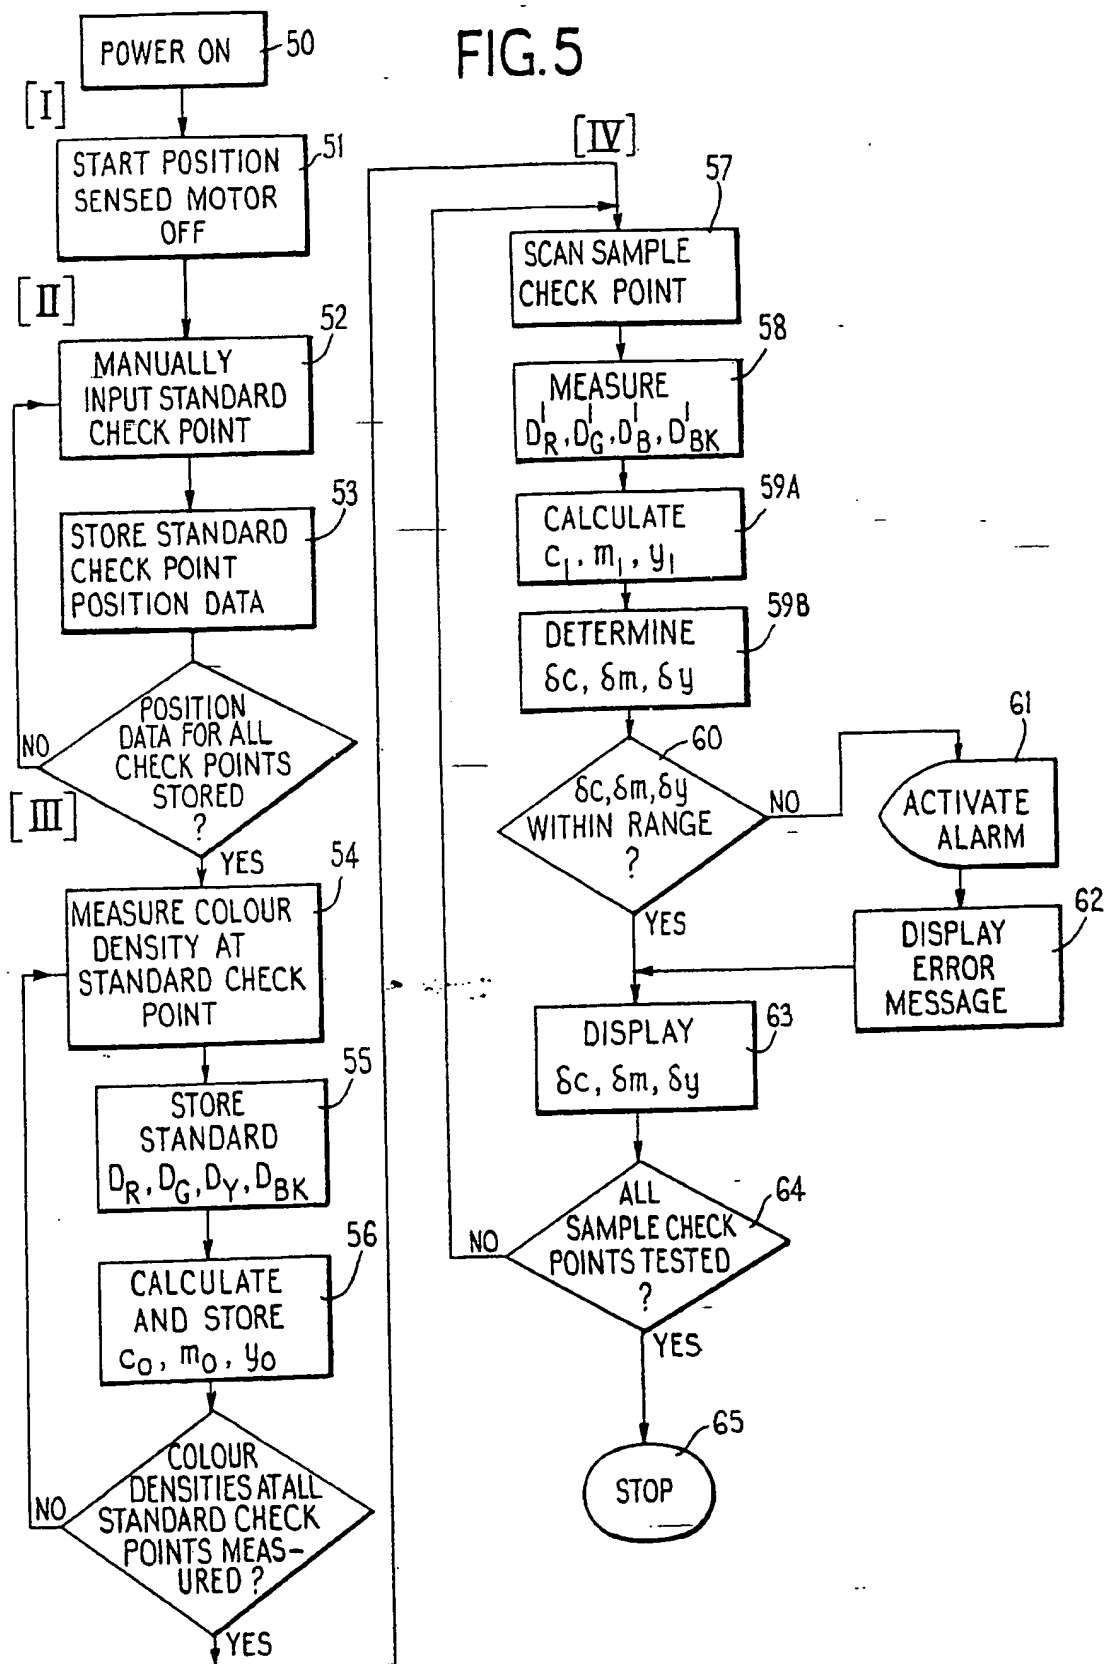 FIG.5
POWER ON
50
[I]
START POSITION
SENSED MOTOR
OFF
51
[II]
MANUALLY
INPUT STANDARD
CHECK POINT
52
STORE STANDARD
CHECK POINT
POSITION DATA
53
POSITION
DATA FOR ALL
CHECK POINTS
STORED
?
NO
YES
[III]
MEASURE COLOUR
DENSITY AT
STANDARD CHECK
POINT
54
STORE
STANDARD
D_R, D_G, D_Y, D_BK
55
CALCULATE
AND STORE
c_0, m_0, y_0
56
COLOUR
DENSITIES AT ALL
STANDARD CHECK
POINTS MEAS-
URED ?
NO
YES
[IV]
SCAN SAMPLE
CHECK POINT
57
MEASURE
D'_R, D'_G, D'_B, D'_BK
58
CALCULATE
c_1, m_1, y_1
59A
DETERMINE
δc, δm, δy
59B
δc, δm, δy
WITHIN RANGE
?
60
NO
YES
ACTIVATE
ALARM
61
DISPLAY
ERROR
MESSAGE
62
DISPLAY
δc, δm, δy
63
ALL
SAMPLE CHECK
POINTS TESTED
?
64
NO
YES
STOP
65